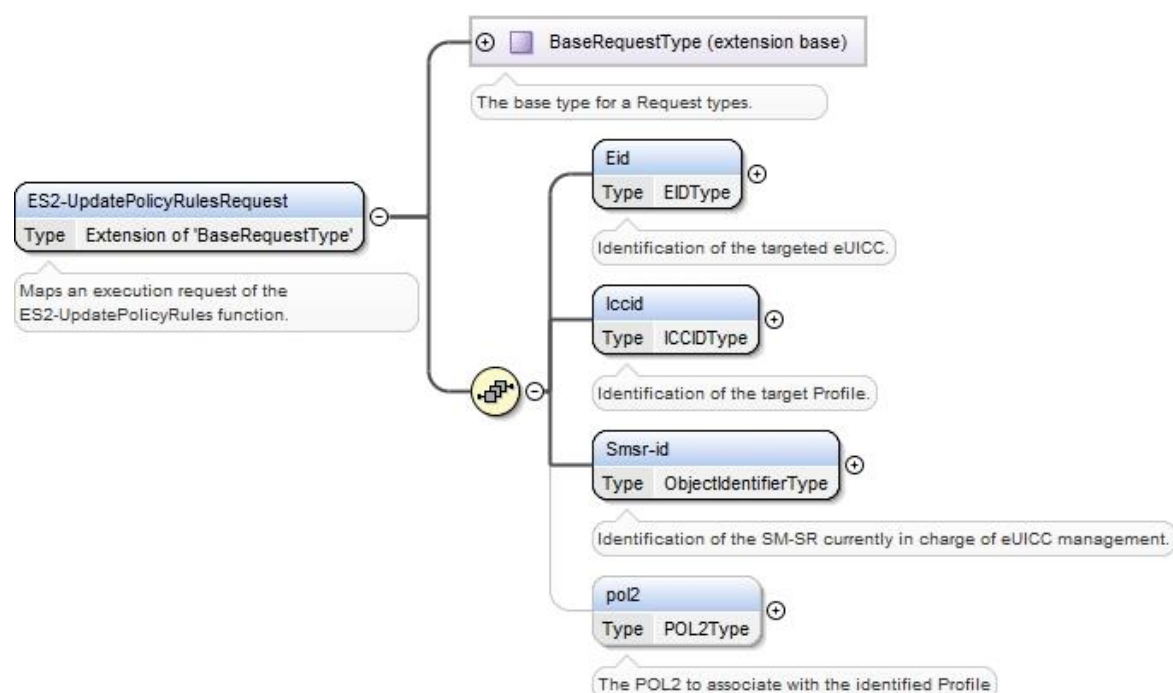 BaseRequestType (extension base)
The base type for a Request types.
ES2-UpdatePolicyRulesRequest
Type Extension of 'BaseRequestType'
Maps an execution request of the
ES2-UpdatePolicyRules function.
Eid
Type EIDType
Identification of the targeted eUICC.
Iccid
Type ICCIDType
Identification of the target Profile.
Smsr-id
Type ObjectIdentifierType
Identification of the SM-SR currently in charge of eUICC management.
pol2
Type POL2Type
The POL2 to associate with the identified Profile